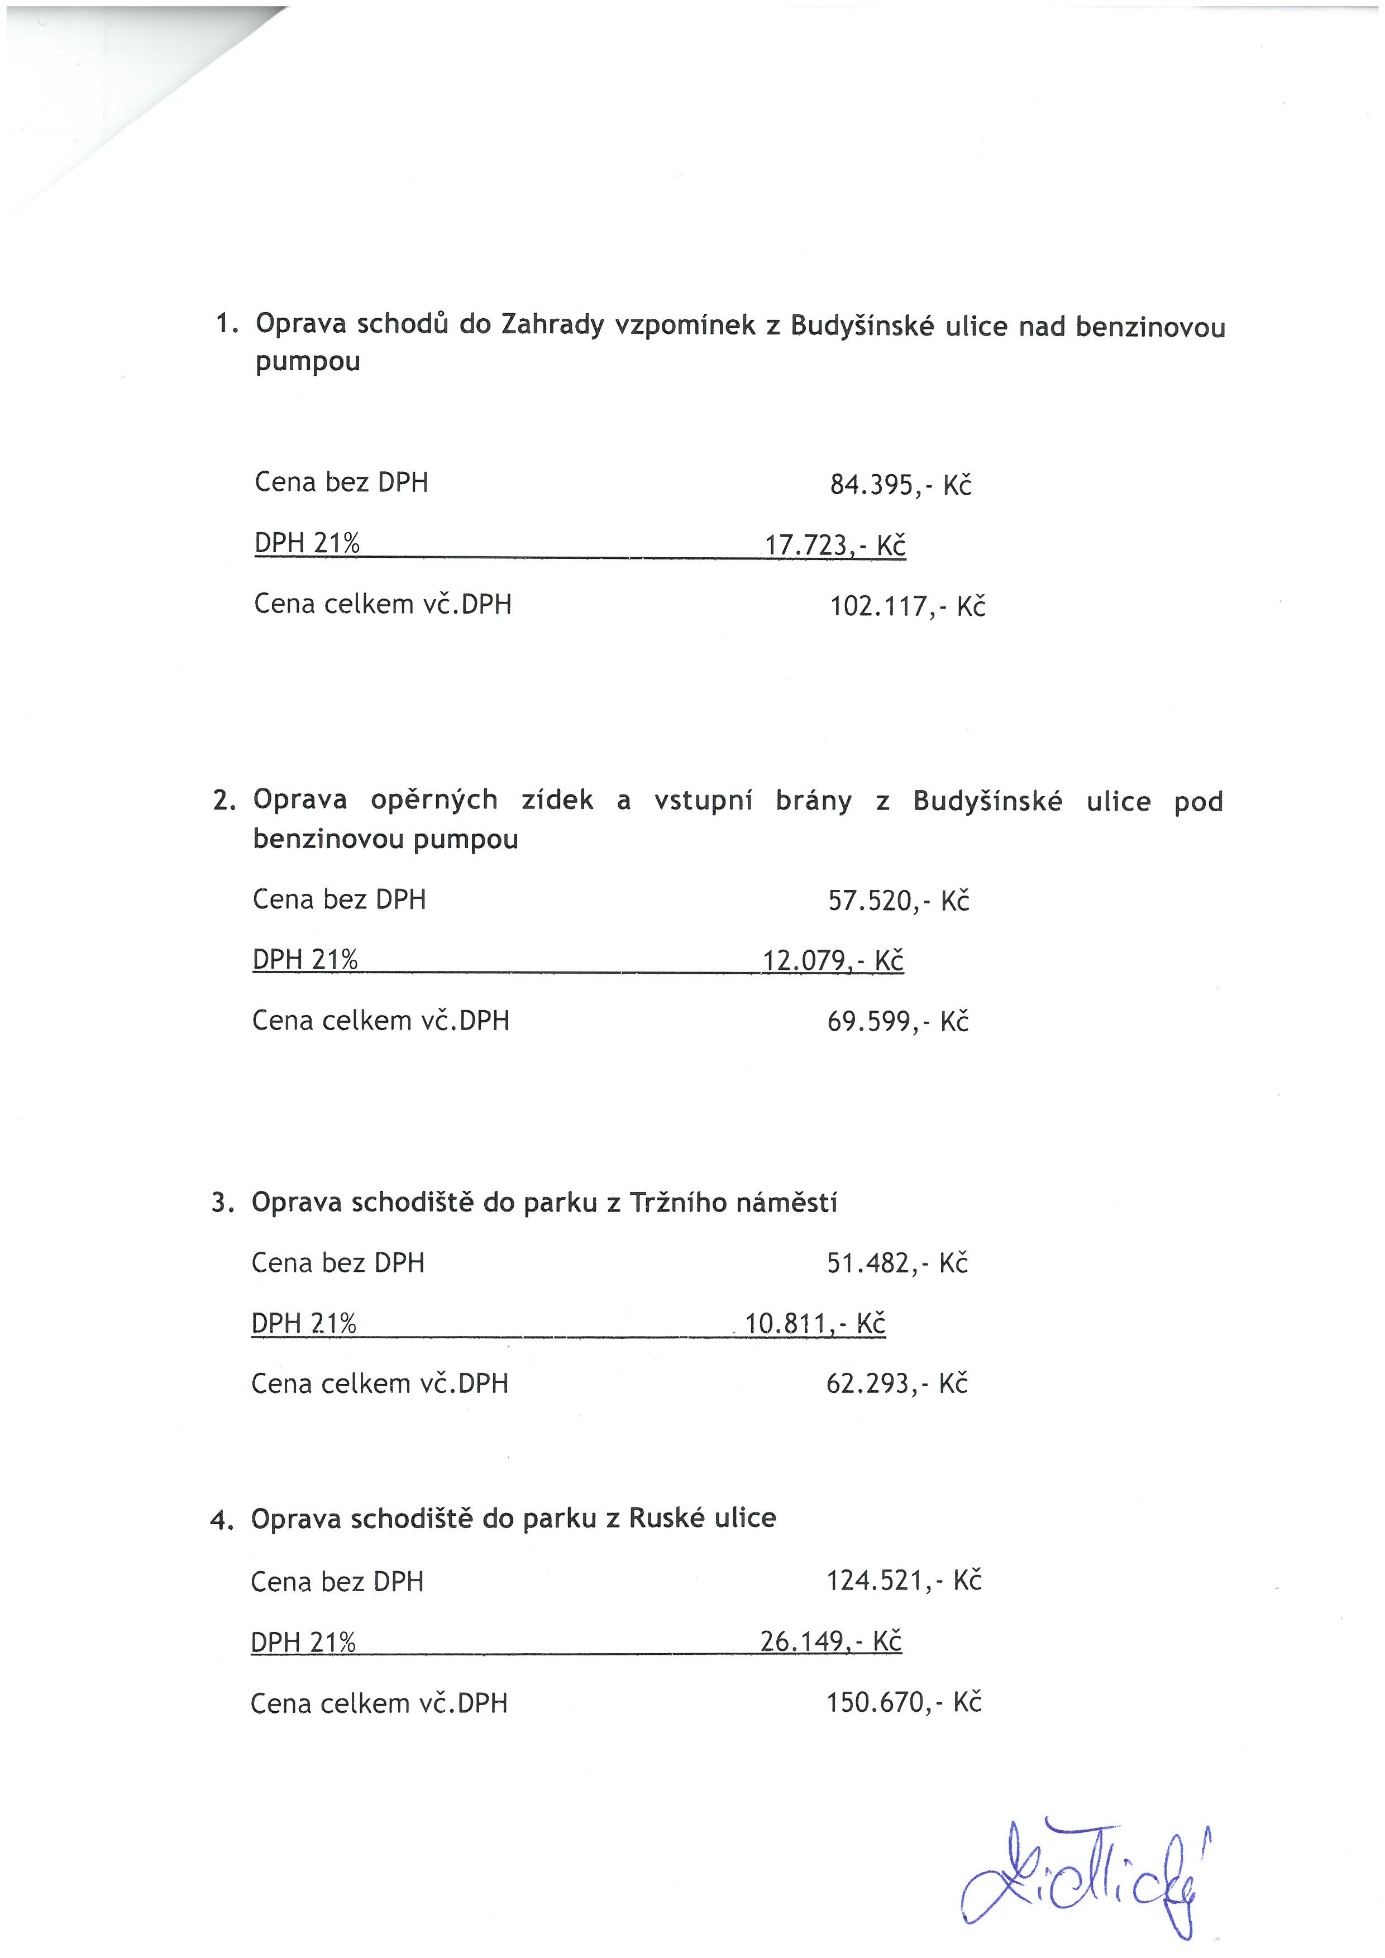 1. Oprava schodů do Zahrady vzpomínek z Budyšínské ulice nad benzinovou
pumpou
Cena bez DPH 84.395,- Kč
DPH 21% 17.723,- Kč
Cena celkem vč.DPH 102.117,- Kč
2. Oprava opěrných zídek a vstupní brány z Budyšínské ulice pod
benzinovou pumpou
Cena bez DPH 57.520,- Kč
DPH 21% 12.079,- Kč
Cena celkem vč.DPH 69.599,- Kč
3. Oprava schodiště do parku z Tržního náměstí
Cena bez DPH 51.482,- Kč
DPH 21% 10.811,- Kč
Cena celkem vč.DPH 62.293,- Kč
4. Oprava schodiště do parku z Ruské ulice
Cena bez DPH 124.521,- Kč
DPH 21% 26.149,- Kč
Cena celkem vč.DPH 150.670,- Kč